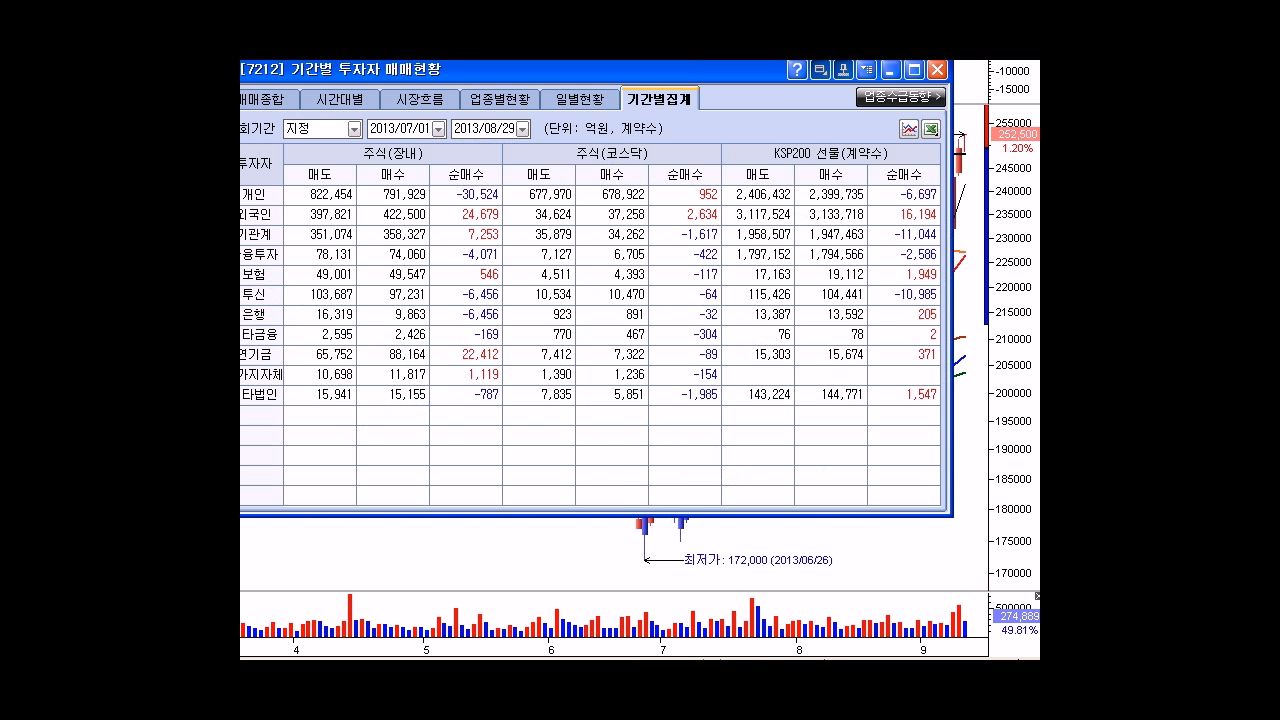 [7212] 기간별 투자자 매매현황
매매종합 시간대별 시장흐름 업종별현황 일별현황 기간별집계 업종수급동향 >
회기간 지정 2013/07/01 2013/08/29 (단위: 억원, 계약수)
투자자 주식(장내) 주식(코스닥) KSP200 선물(계약수)
매도 매수 순매수 매도 매수 순매수 매도 매수 순매수
개인 822,454 791,929 -30,524 677,970 678,922 952 2,406,432 2,399,735 -6,697
외국인 397,821 422,500 24,679 34,624 37,258 2,634 3,117,524 3,133,718 16,194
기관계 351,074 358,327 7,253 35,879 34,262 -1,617 1,958,507 1,947,463 -11,044
융투자 78,131 74,060 -4,071 7,127 6,705 -422 1,797,152 1,794,566 -2,586
보험 49,001 49,547 546 4,511 4,393 -117 17,163 19,112 1,949
투신 103,687 97,231 -6,456 10,534 10,470 -64 115,426 104,441 -10,985
은행 16,319 9,863 -6,456 923 891 -32 13,387 13,592 205
타금융 2,595 2,426 -169 770 467 -304 76 78 2
연기금 65,752 88,164 22,412 7,412 7,322 -89 15,303 15,674 371
가지자체 10,698 11,817 1,119 1,390 1,236 -154
타법인 15,941 15,155 -787 7,835 5,851 -1,985 143,224 144,771 1,547
-10000
-15000
255000
252,500
1.20%
245000
240000
235000
230000
225000
220000
215000
210000
205000
200000
195000
190000
185000
180000
175000
170000
최저가: 172,000 (2013/06/26)
500000
274,889
49.81%
4 5 6 7 8 9